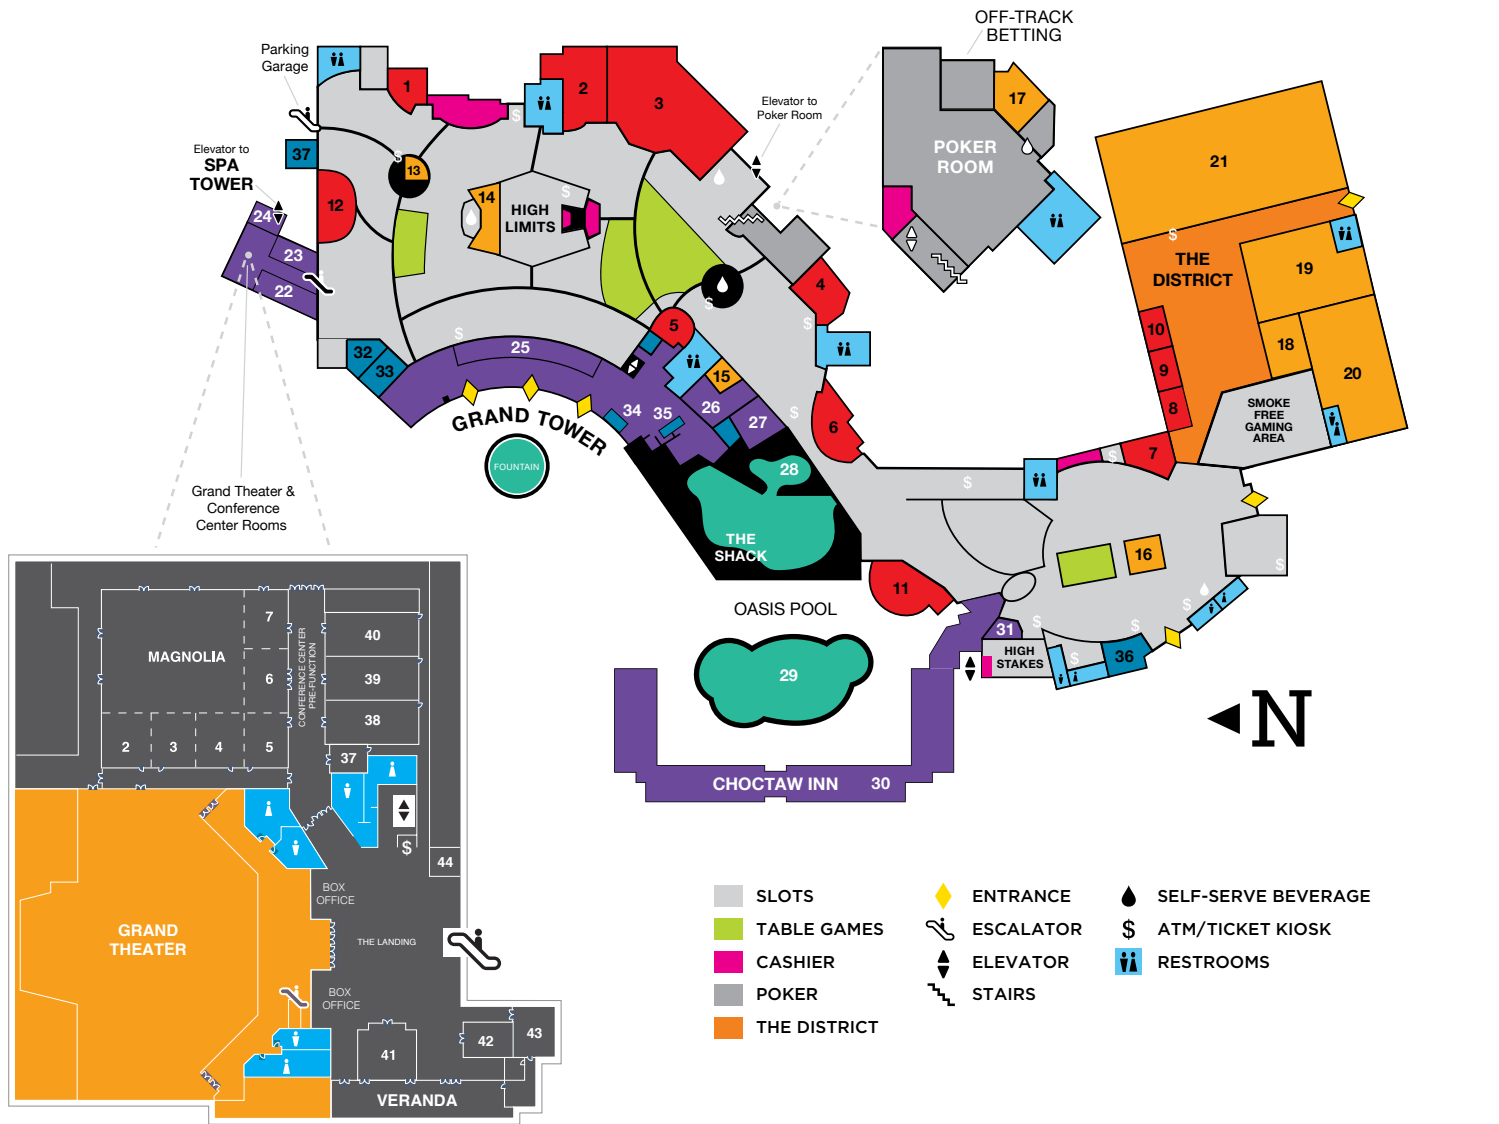 OFF-TRACK
BETTING
Parking
Garage
1
2
3
Elevator to
Poker Room
17
POKER
ROOM
21
37
Elevator to
SPA
TOWER
13
$
$
14
HIGH
LIMITS
$
12
24
23
22
THE
DISTRICT
$
19
4
$
$
5
$
10
9
8
18
20
32
33
25
15
26
27
34
35
6
$
SMOKE
FREE
GAMING
AREA
GRAND TOWER
FOUNTAIN
28
THE
SHACK
7
$
$
16
$
Grand Theater &
Conference
Center Rooms
11
OASIS POOL
29
31
HIGH
STAKES
$
$
$
$
36
N
CHOCTAW INN
30
MAGNOLIA
7
6
2
3
4
5
CONFERENCE CENTER
PRE-FUNCTION
40
39
38
37
$
44
BOX
OFFICE
GRAND
THEATER
THE LANDING
BOX
OFFICE
41
42
43
VERANDA
SLOTS
TABLE GAMES
CASHIER
POKER
THE DISTRICT
ENTRANCE
ESCALATOR
ELEVATOR
STAIRS
SELF-SERVE BEVERAGE
$ ATM/TICKET KIOSK
RESTROOMS